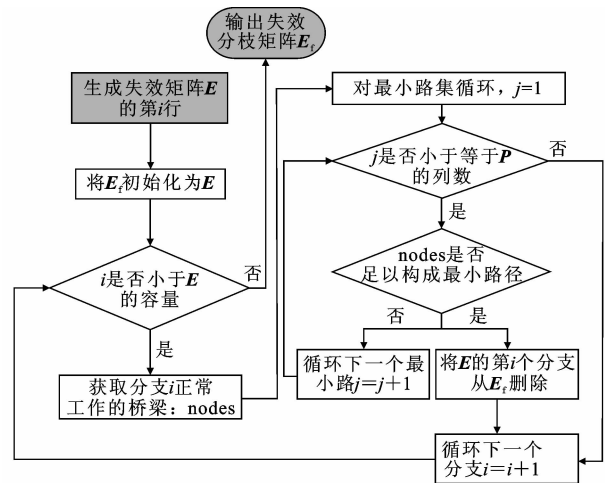 输出失效
分枝矩阵Ef
生成失效矩阵E
的第i行
将Ef初始化为E
i是否小于E
的容量
否
是
获取分支i正常
工作的桥梁：nodes
对最小路集循环，j=1
j是否小于等于P
的列数
否
是
nodes是否
足以构成最小路径
否
是
循环下一个最
小路j=j+1
将E的第i个分支
从Ef删除
循环下一个
分支i=i+1